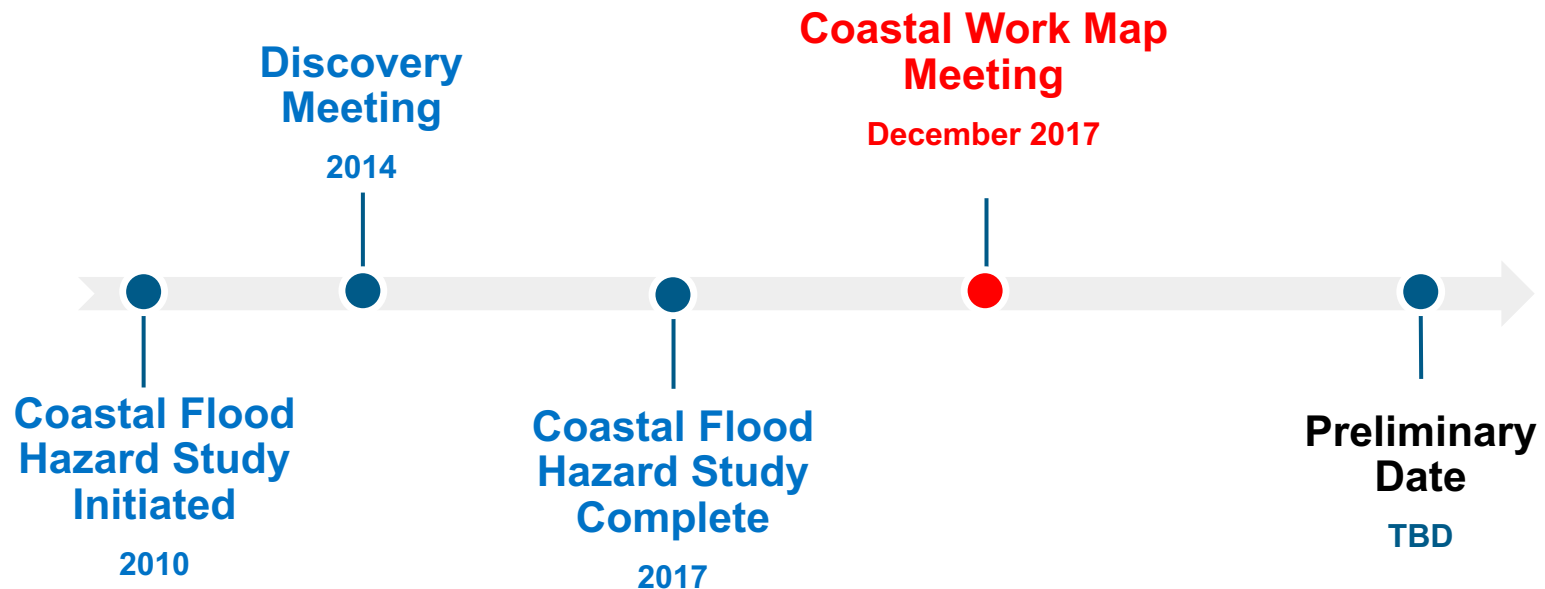 Coastal Flood
Hazard Study
Initiated
2010
Discovery
Meeting
2014
Coastal Flood
Hazard Study
Complete
2017
Coastal Work Map
Meeting
December 2017
Preliminary
Date
TBD